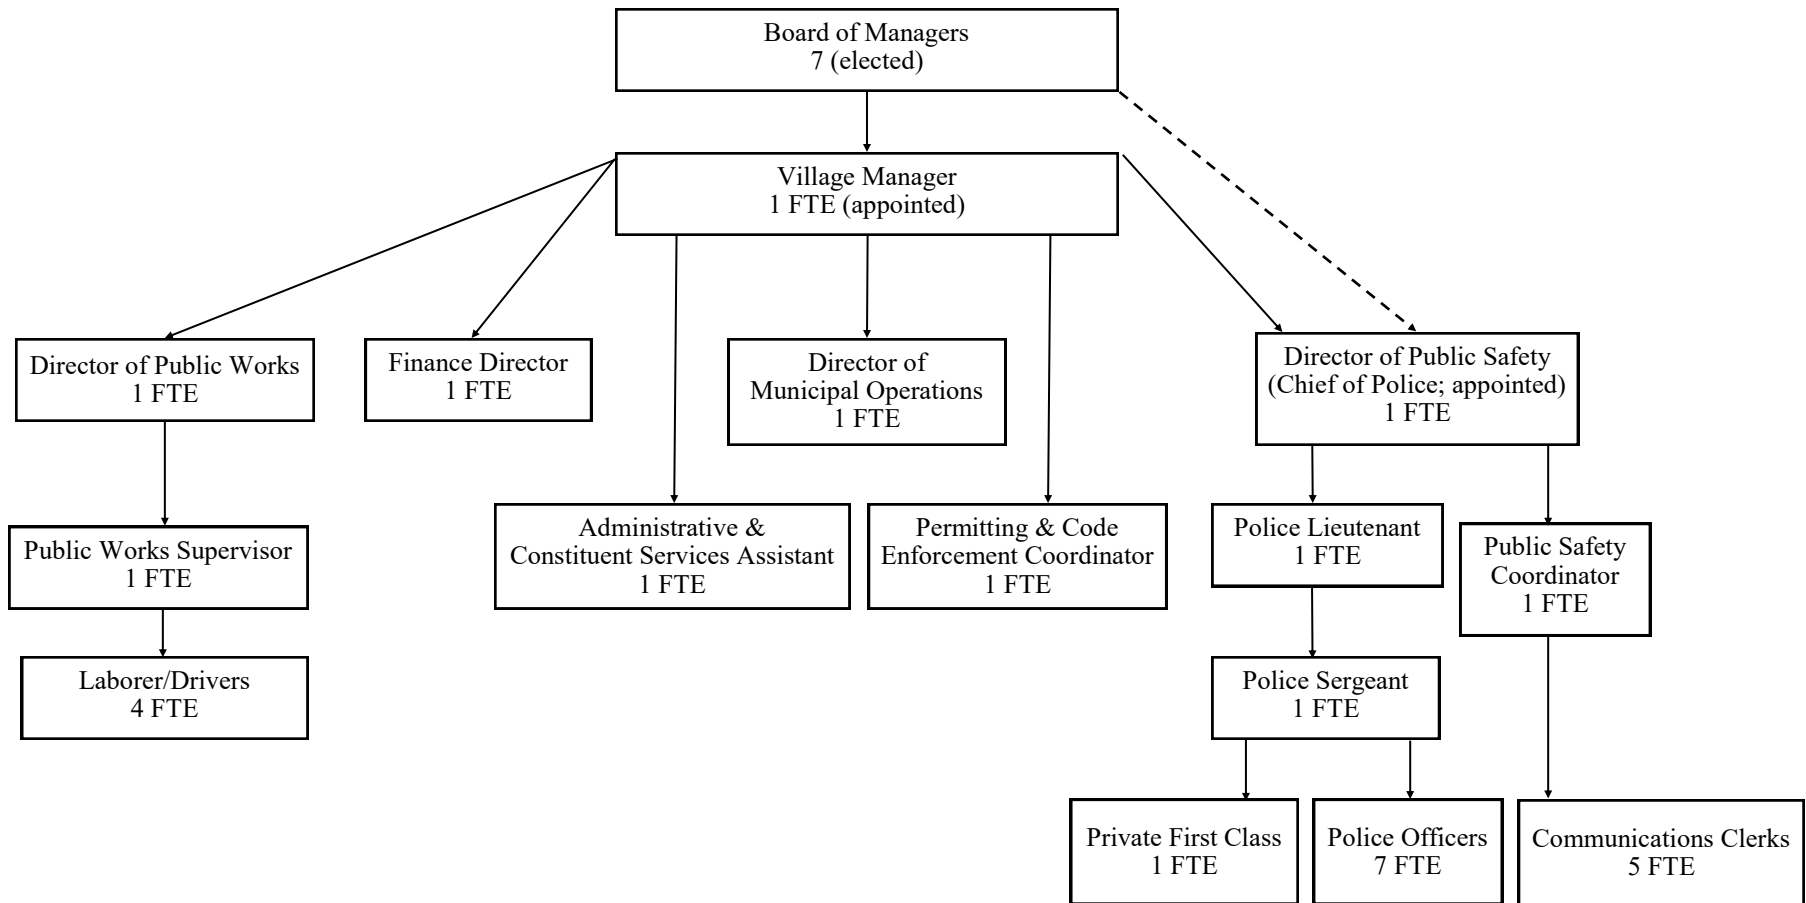 Board of Managers
7 (elected)
Village Manager
1 FTE (appointed)
Director of Public Works
1 FTE
Finance Director
1 FTE
Director of
Municipal Operations
1 FTE
Director of Public Safety
(Chief of Police; appointed)
1 FTE
Public Works Supervisor
1 FTE
Administrative &
Constituent Services Assistant
1 FTE
Permitting & Code
Enforcement Coordinator
1 FTE
Police Lieutenant
1 FTE
Public Safety
Coordinator
1 FTE
Laborer/Drivers
4 FTE
Police Sergeant
1 FTE
Private First Class
1 FTE
Police Officers
7 FTE
Communications Clerks
5 FTE